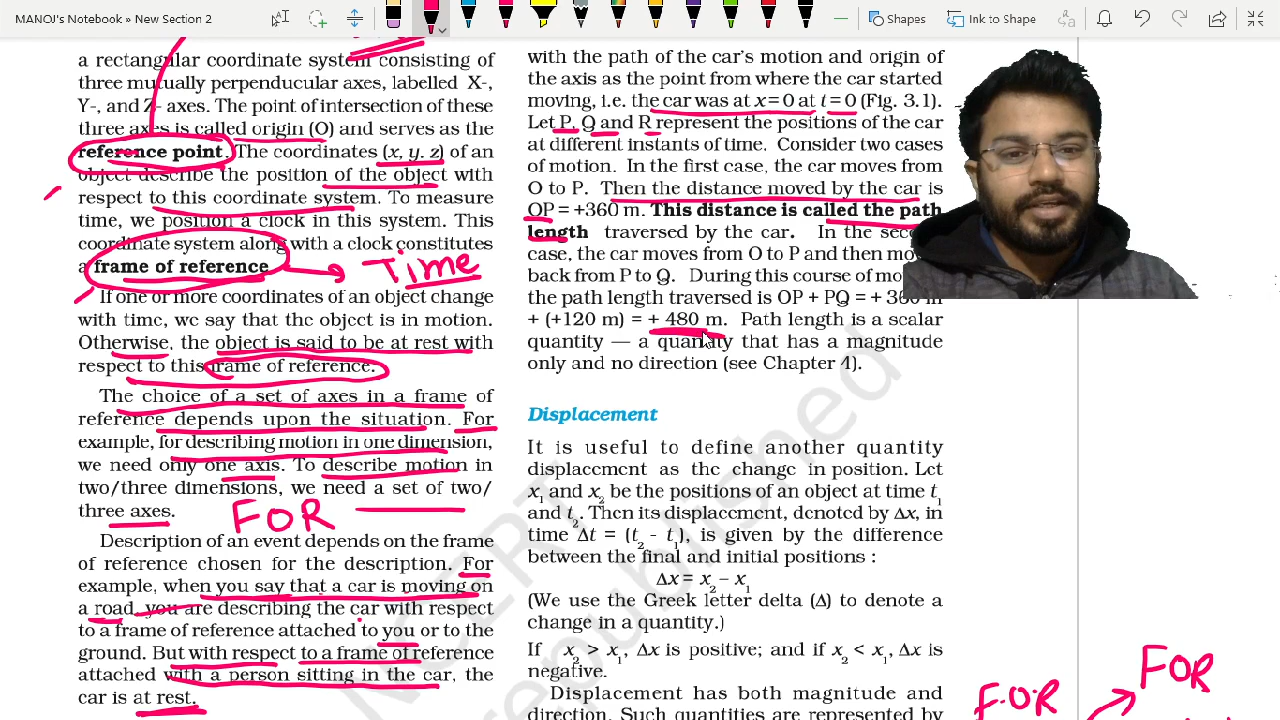 MANOJ's Notebook » New Section 2
Shapes
Ink to Shape
a rectangular coordinate system consisting of
three mutually perpenducular axes, labelled X-,
Y-, and Z- axes. The point of intersection of these
three axes is called origin (O) and serves as the
reference point. The coordinates (x, y, z) of an
object describe the position of the object with
respect to this coordinate system. To measure
time, we position a clock in this system. This
coordinate system along with a clock constitutes
a frame of reference
Time
If one or more coordinates of an object change
with time, we say that the object is in motion.
Otherwise, the object is said to be at rest with
respect to this frame of reference.
The choice of a set of axes in a frame of
reference depends upon the situation. For
example, for describing motion in one dimension,
we need only one axis. To describe motion in
two/three dimensions, we need a set of two/
three axes.
FOR
Description of an event depends on the frame
of reference chosen for the description. For
example, when you say that a car is moving on
a road, you are describing the car with respect
to a frame of reference attached to you or to the
ground. But with respect to a frame of reference
attached with a person sitting in the car, the
car is at rest.
with the path of the car's motion and origin of
the axis as the point from where the car started
moving, i.e. the car was at x = 0 at t = 0 (Fig. 3.1).
Let P, Q and R represent the positions of the car
at different instants of time. Consider two cases
of motion. In the first case, the car moves from
O to P. Then the distance moved by the car is
OP = +360 m. This distance is called the path
length traversed by the car. In the
case, the car moves from O to P and then
back from P to Q. During this course of
the path length traversed is OP + PQ = + 360 m
+ (+120 m) = + 480 m. Path length is a scalar
quantity — a quantity that has a magnitude
only and no direction (see Chapter 4).
Displacement
It is useful to define another quantity
displacement as the change in position. Let
x₁ and x₂ be the positions of an object at time t₁
and t₂. Then its displacement, denoted by Δx, in
time Δt = (t₂ - t₁), is given by the difference
between the final and initial positions :
Δx = x₂ – x₁
(We use the Greek letter delta (Δ) to denote a
change in a quantity.)
If x₂ > x₁, Δx is positive; and if x₂ < x₁, Δx is
negative.
Displacement has both magnitude and
direction. Such quantities are represented by
FOR
F.O.R